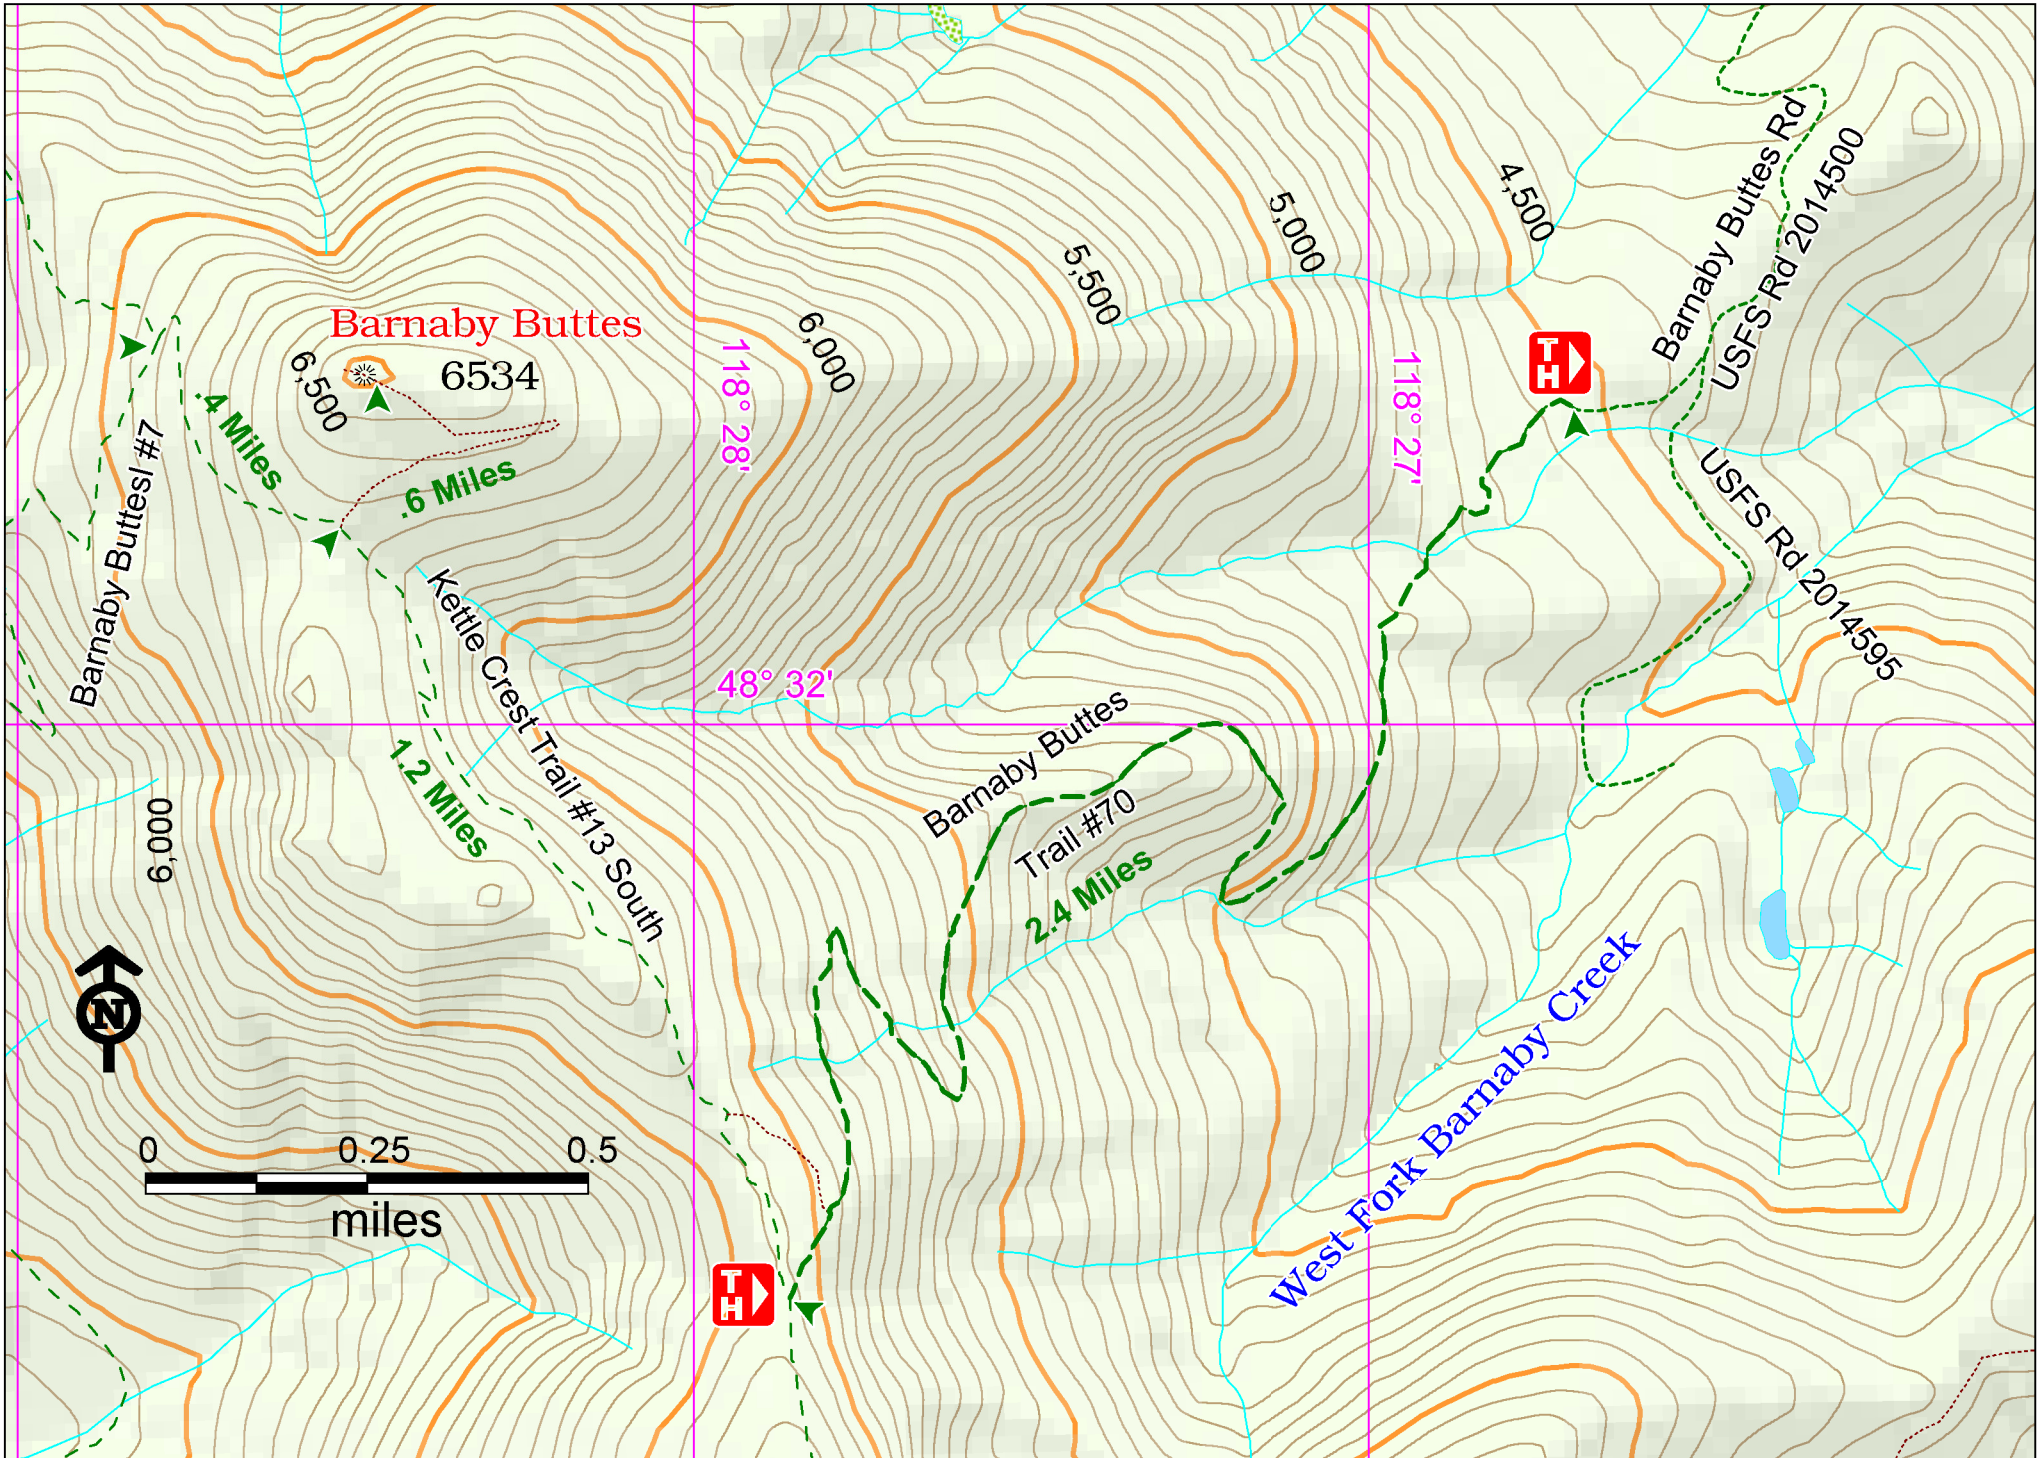 Barnaby Buttes Rd
USFS Rd 2014500
4,500
5,000
5,500
6,000
Barnaby Buttes
6534
6,500
118° 28'
118° 27'
TH
.4 Miles
.6 Miles
Barnaby Buttesl #7
USFS Rd 2014595
Kettle Crest Trail #13 South
48° 32'
1.2 Miles
Barnaby Buttes
Trail #70
2.4 Miles
6,000
West Fork Barnaby Creek
N
0 0.25 0.5
miles
TH